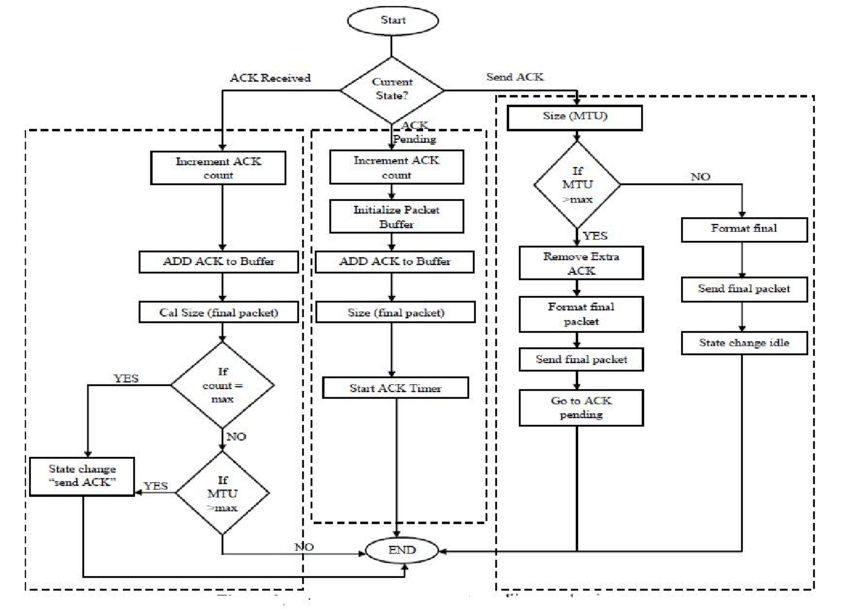 Start
Current
State?
ACK Received
Send ACK
ACK
Pending
Increment ACK
count
ADD ACK to Buffer
Cal Size (final packet)
If
count =
max
YES
NO
State change
"send ACK"
YES
If
MTU
>max
NO
Increment ACK
count
Initialize Packet
Buffer
ADD ACK to Buffer
Size (final packet)
Start ACK Timer
Size (MTU)
If
MTU
>max
NO
YES
Remove Extra
ACK
Format final
packet
Send final packet
Go to ACK
pending
Format final
Send final packet
State change idle
END